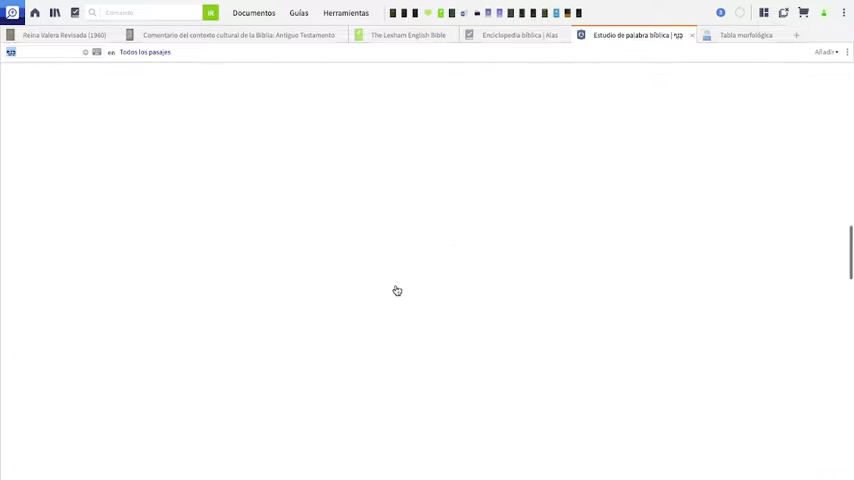 Comando
IR
Documentos
Guías
Herramientas
3
Reina Valera Revisada (1960)
Comentario del contexto cultural de la Biblia: Antiguo Testamento
The Lexham English Bible
Enciclopedia bíblica | Alas
Estudio de palabra bíblica | כָּנָף
Tabla morfológica
כָּנָף
en Todos los pasajes
Añadir